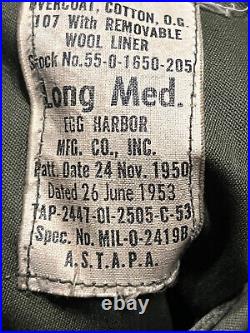 OVERCOAT, COTTON, O.G.
107 With REMOVABLE
WOOL LINER
Stock No.55-0-1650-205
Long Med.
EGG HARBOR
MFG. CO., INC.
Patt. Date 24 Nov. 1950
Dated 26 June 1953
TAP-2447-OI-2505-C-53
Spec. No. MIL-O-2419B
A.S.T.A.P.A.